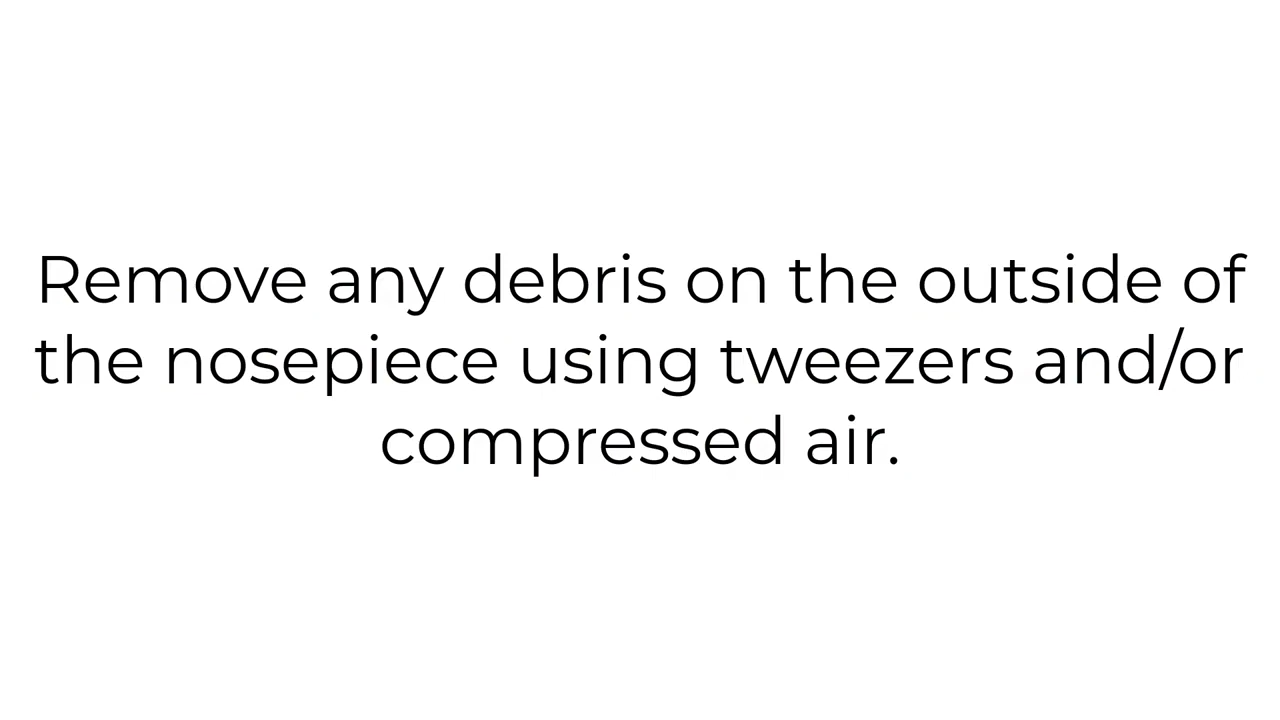 Remove any debris on the outside of
the nosepiece using tweezers and/or
compressed air.